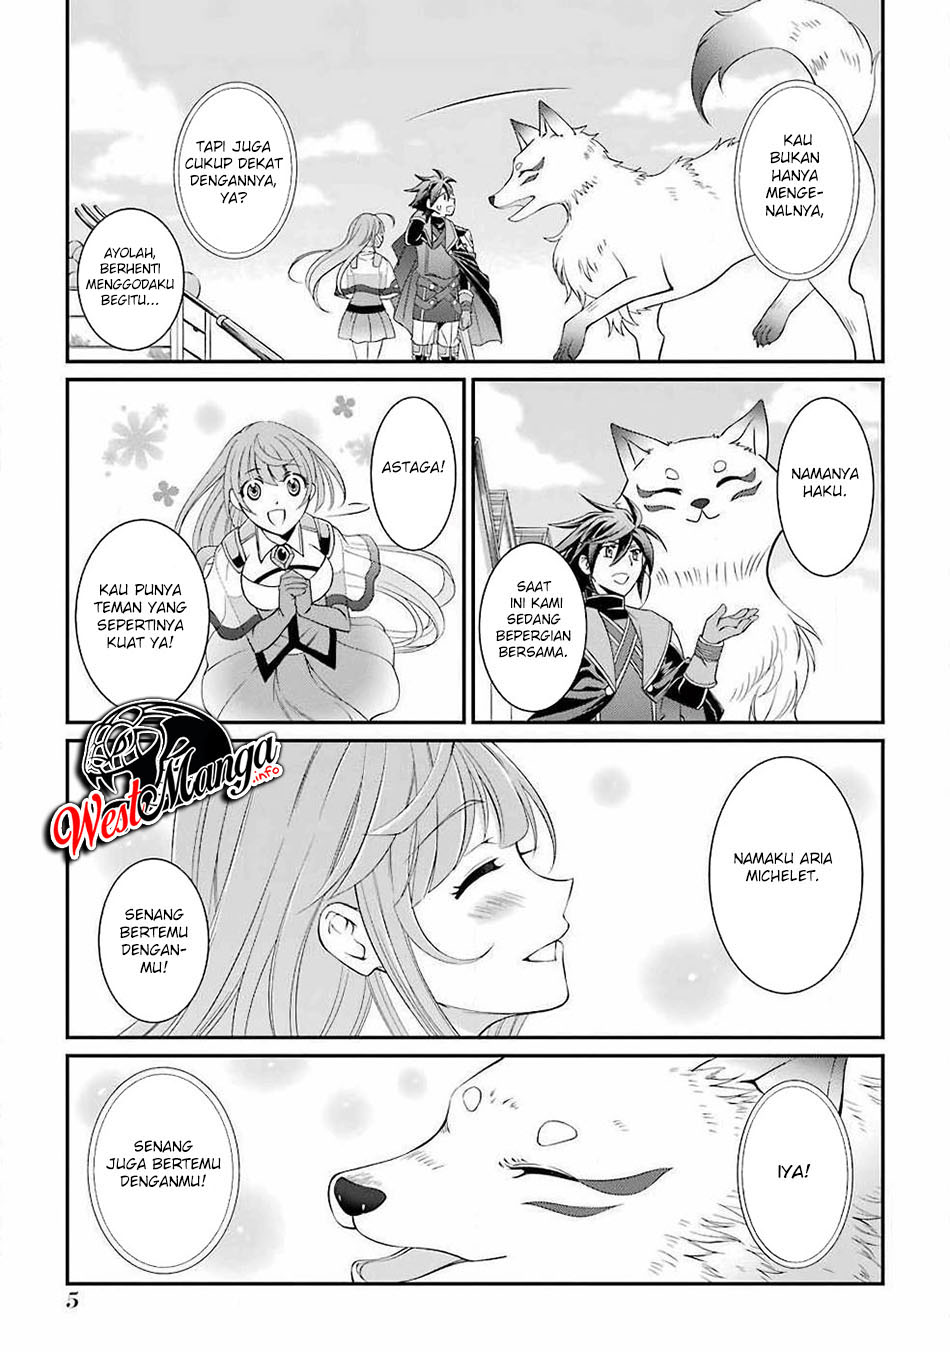 KAU
BUKAN
HANYA
MENGE-
NALNYA,
TAPI JUGA
CUKUP DEKAT
DENGANNYA,
YA?
AYOLAH,
BERHENTI
MENGGODAKU
BEGITU...
NAMANYA
HAKU.
SAAT
INI KAMI
SEDANG
BEPERGIAN
BERSAMA.
ASTAGA!
KAU PUNYA
TEMAN YANG
SEPERTINYA
KUAT YA!
WestManga
.info
NAMAKU ARIA
MICHELET.
SENANG
BERTEMU
DENGAN-
MU!
IYA!
SENANG
JUGA BERTEMU
DENGANMU!
5